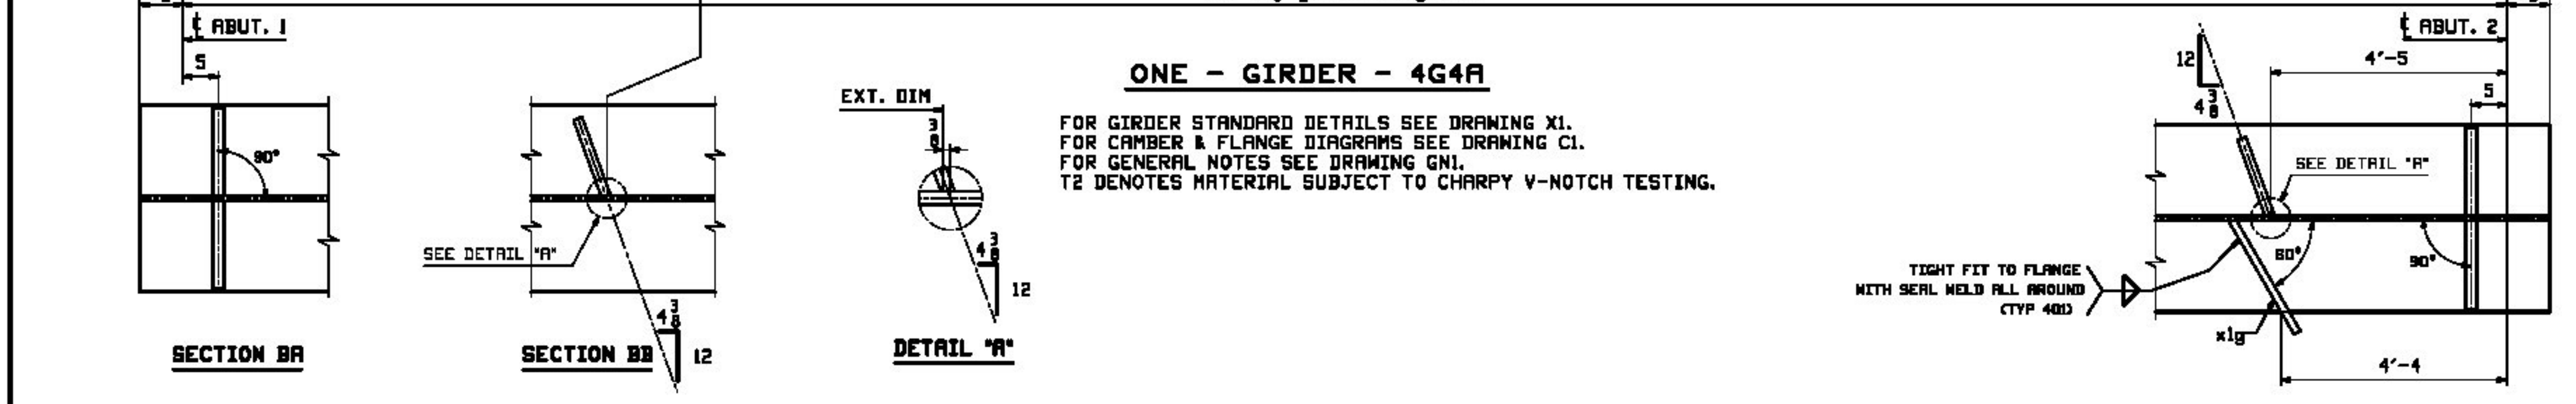 ℄ ABUT. 1
5
90°
SECTION BA
SEE DETAIL "A"
4 3/8
12
SECTION BB
EXT. DIM
3/8
4 3/8
12
DETAIL "A"
ONE - GIRDER - 4G4A
FOR GIRDER STANDARD DETAILS SEE DRAWING X1.
FOR CAMBER & FLANGE DIAGRAMS SEE DRAWING C1.
FOR GENERAL NOTES SEE DRAWING GN1.
T2 DENOTES MATERIAL SUBJECT TO CHARPY V-NOTCH TESTING.
℄ ABUT. 2
12
4 3/8
4'-5
5
SEE DETAIL "A"
60°
90°
TIGHT FIT TO FLANGE
WITH SEAL WELD ALL AROUND
(TYP 401)
x1g
4'-4